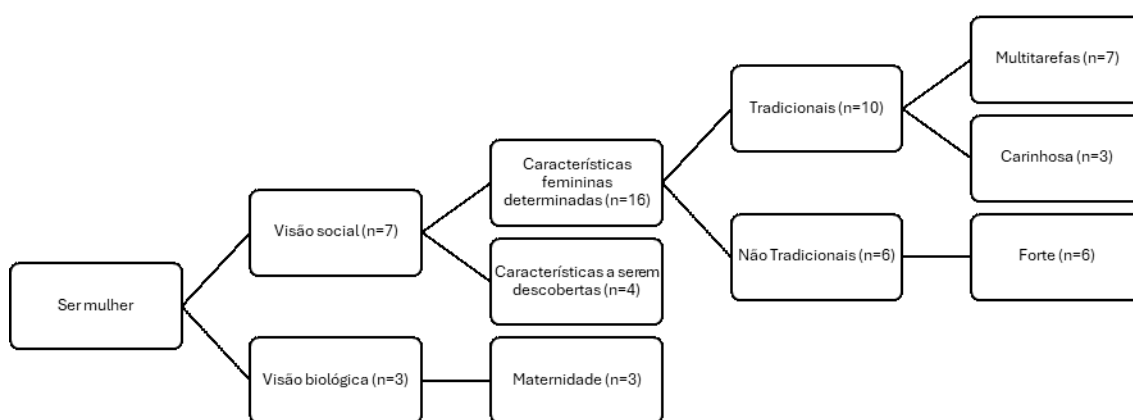 Ser mulher
Visão social (n=7)
Visão biológica (n=3)
Características
femininas
determinadas (n=16)
Características a serem
descobertas (n=4)
Maternidade (n=3)
Tradicionais (n=10)
Não Tradicionais (n=6)
Multitarefas (n=7)
Carinhosa (n=3)
Forte (n=6)